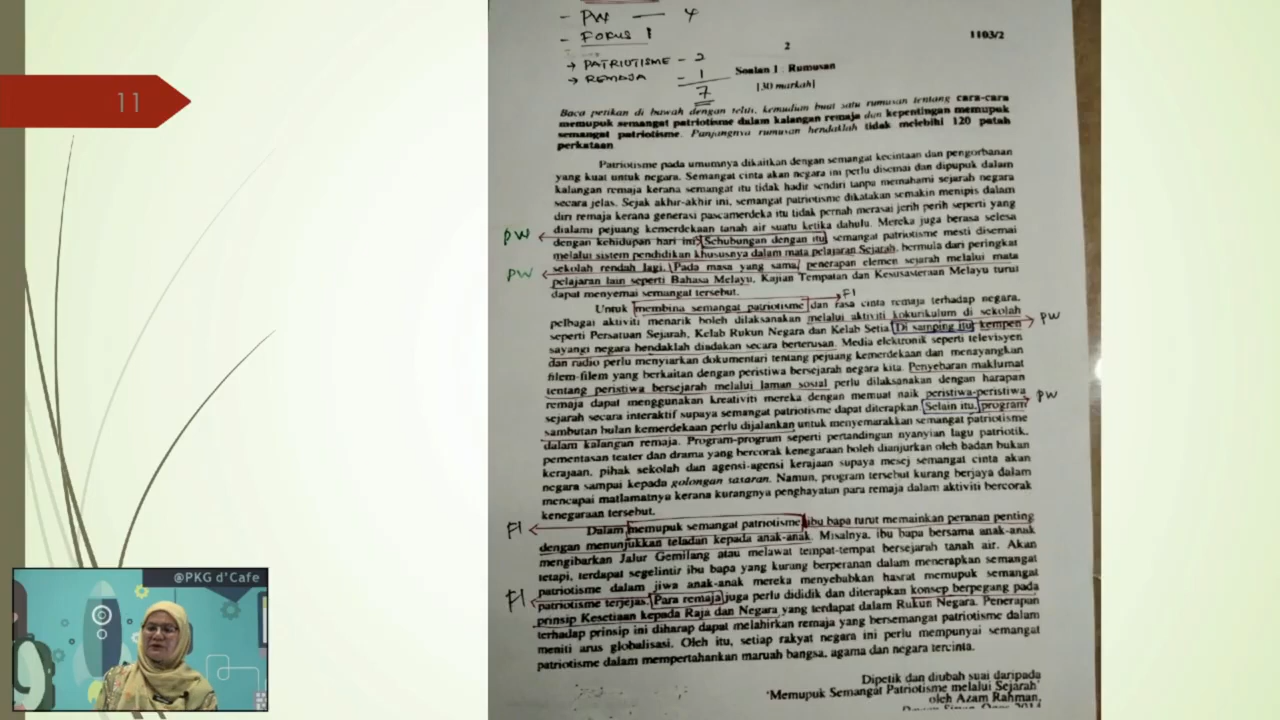 11
- PW — 4
- FOKUS 1
→ PATRIOTISME - 2
→ REMAJA - 1
7
1103/2
2
Soalan 1 : Rumusan
[30 markah]
Baca petikan di bawah dengan teliti, kemudian buat satu rumusan tentang cara-cara
memupuk semangat patriotisme dalam kalangan remaja dan kepentingan memupuk
semangat patriotisme. Panjangnya rumusan hendaklah tidak melebihi 120 patah
perkataan
Patriotisme pada umumnya dikaitkan dengan semangat kecintaan dan pengorbanan
yang kuat untuk negara. Semangat cinta akan negara ini perlu disemai dan dipupuk dalam
kalangan remaja kerana semangat itu tidak hadir sendiri tanpa memahami sejarah negara
secara jelas. Sejak akhir-akhir ini, semangat patriotisme dikatakan semakin menipis dalam
diri remaja kerana generasi pascamerdeka itu tidak pernah merasai jerih perih seperti yang
dialami pejuang kemerdekaan tanah air suatu ketika dahulu. Mereka juga berasa selesa
PW
dengan kehidupan hari ini. Sehubungan dengan itu semangat patriotisme mesti disemai
melalui sistem pendidikan khususnya dalam mata pelajaran Sejarah, bermula dari peringkat
PW
sekolah rendah lagi. Pada masa yang sama, penerapan elemen sejarah melalui mata
pelajaran lain seperti Bahasa Melayu, Kajian Tempatan dan Kesusasteraan Melayu turut
dapat menyemai semangat tersebut.
F1
Untuk membina semangat patriotisme dan rasa cinta remaja terhadap negara,
pelbagai aktiviti menarik boleh dilaksanakan melalui aktiviti kokurikulum di sekolah
seperti Persatuan Sejarah, Kelab Rukun Negara dan Kelab Setia. Di samping itu kempen
PW
sayangi negara hendaklah diadakan secara berterusan. Media elektronik seperti televisyen
dan radio perlu menyiarkan dokumentari tentang pejuang kemerdekaan dan menayangkan
filem-filem yang berkaitan dengan peristiwa bersejarah negara kita. Penyebaran maklumat
tentang peristiwa bersejarah melalui laman sosial perlu dilaksanakan dengan harapan
remaja dapat menggunakan kreativiti mereka dengan memuat naik peristiwa-peristiwa
sejarah secara interaktif supaya semangat patriotisme dapat diterapkan. Selain itu, program
PW
sambutan bulan kemerdekaan perlu dijalankan untuk menyemarakkan semangat patriotisme
dalam kalangan remaja. Program-program seperti pertandingan nyanyian lagu patriotik,
pementasan teater dan drama yang bercorak kenegaraan boleh dianjurkan oleh badan bukan
kerajaan, pihak sekolah dan agensi-agensi kerajaan supaya mesej semangat cinta akan
negara sampai kepada golongan sasaran. Namun, program tersebut kurang berjaya dalam
mencapai matlamatnya kerana kurangnya penghayatan para remaja dalam aktiviti bercorak
kenegaraan tersebut.
F1
Dalam memupuk semangat patriotisme, ibu bapa turut memainkan peranan penting
dengan menunjukkan teladan kepada anak-anak. Misalnya, ibu bapa bersama anak-anak
mengibarkan Jalur Gemilang atau melawat tempat-tempat bersejarah tanah air. Akan
tetapi, terdapat segelintir ibu bapa yang kurang berperanan dalam menerapkan semangat
patriotisme dalam jiwa anak-anak mereka menyebabkan hasrat memupuk semangat
F1
patriotisme terjejas. Para remaja juga perlu dididik dan diterapkan konsep berpegang pada
prinsip Kesetiaan kepada Raja dan Negara yang terdapat dalam Rukun Negara. Penerapan
terhadap prinsip ini diharap dapat melahirkan remaja yang bersemangat patriotisme dalam
meniti arus globalisasi. Oleh itu, setiap rakyat negara ini perlu mempunyai semangat
patriotisme dalam mempertahankan maruah bangsa, agama dan negara tercinta.
Dipetik dan diubah suai daripada
'Memupuk Semangat Patriotisme melalui Sejarah'
oleh Azam Rahman,
@PKG d'Cafe